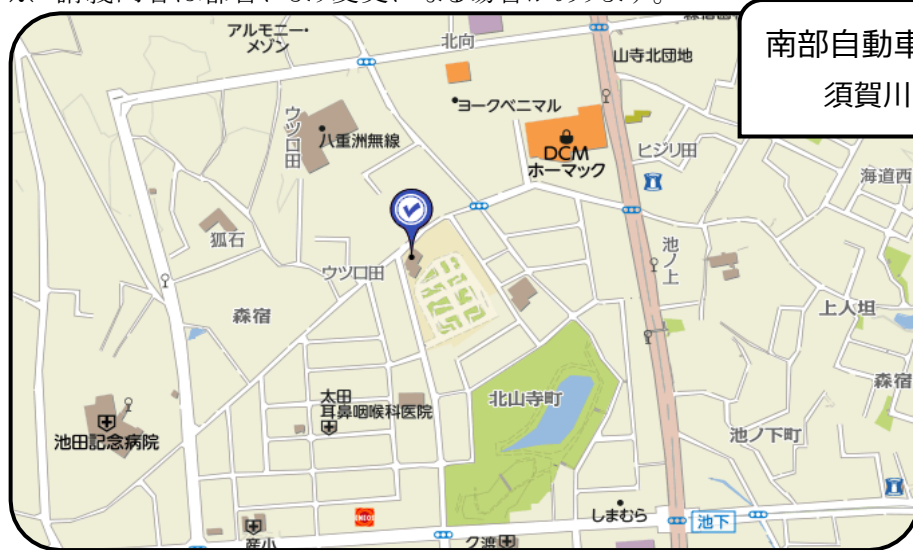 アルモニー・
メゾン
北向
山寺北団地
南部自動車
須賀川
ヨークベニマル
ウツロ田
八重洲無線
DCM
ホーマック
ヒジリ田
海道西
狐石
ウツロ田
池ノ上
森宿
上人坦
太田
耳鼻咽喉科医院
北山寺町
森宿
池田記念病院
池ノ下町
しまむら
池下
産小
ク渡